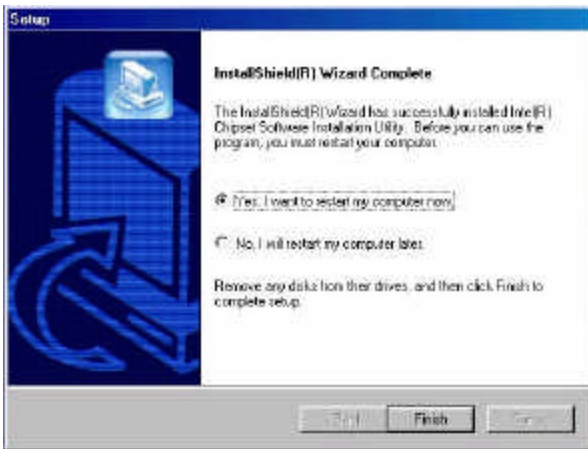 Setup
InstallShield(R) Wizard Complete
The InstallShield(R) Wizard has successfully installed Intel(R)
Chipset Software Installation Utility. Before you can use the
program, you must restart your computer.
Yes, I want to restart my computer now.
No, I will restart my computer later.
Remove any disks from their drives, and then click Finish to
complete setup.
Finish